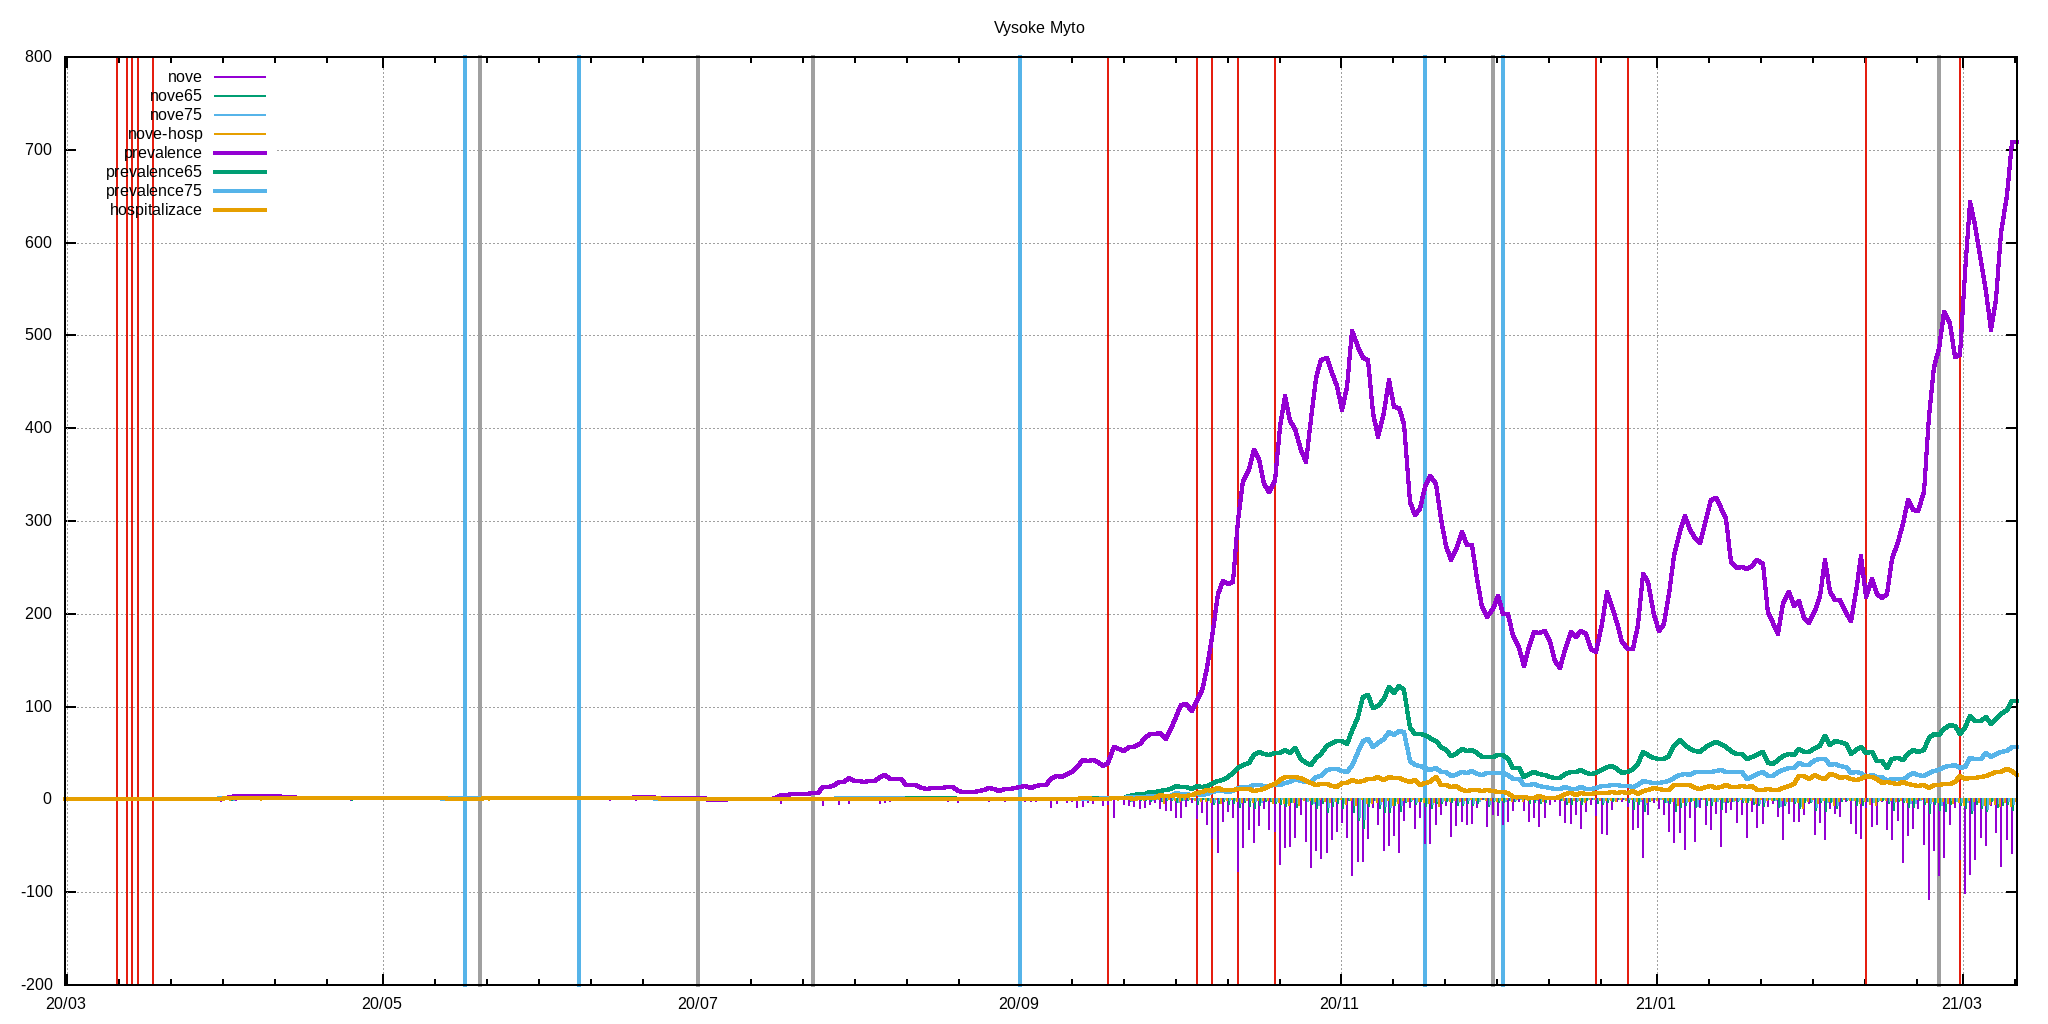 Vysoke Myto
800
700
600
500
400
300
200
100
0
-100
-200
nove
nove65
nove75
nove-hosp
prevalence
prevalence65
prevalence75
hospitalizace
20/03 20/05 20/07 20/09 20/11 21/01 21/03